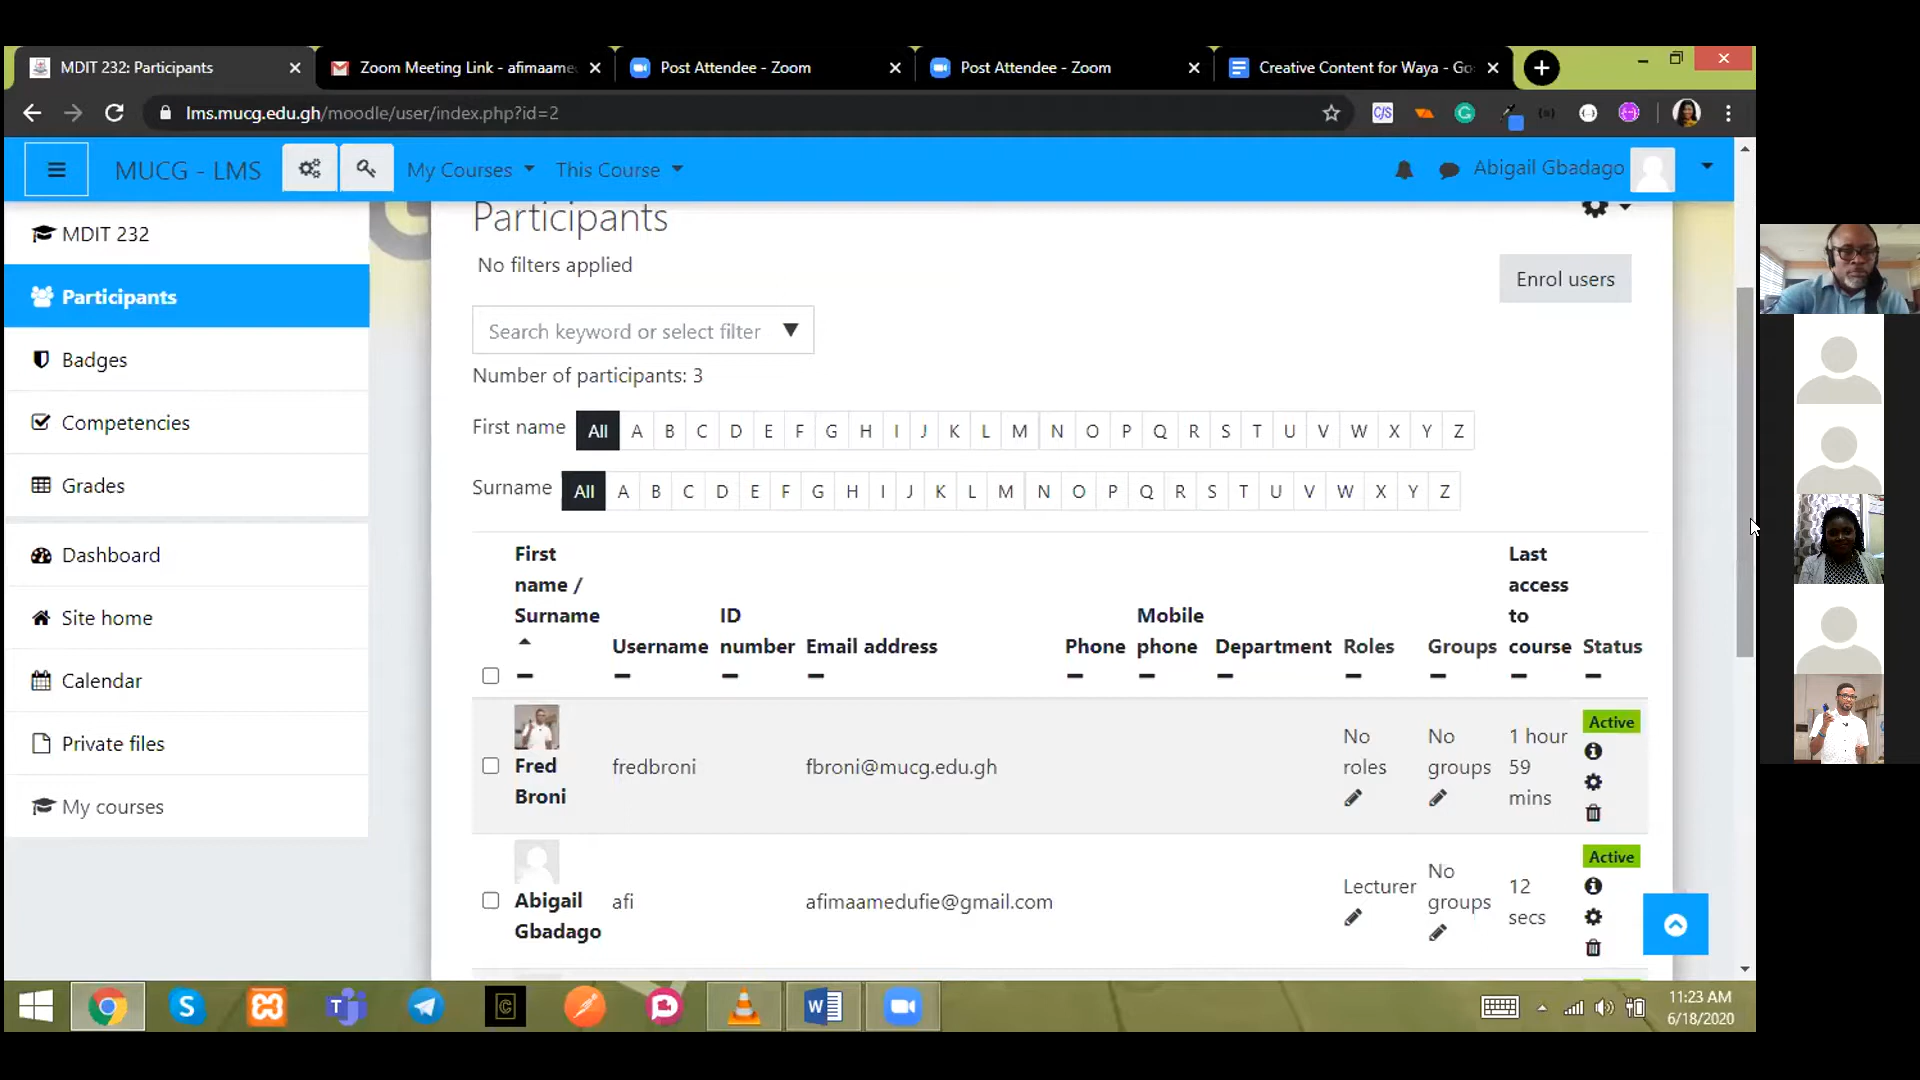 MDIT 232: Participants
Zoom Meeting Link - afimaame
Post Attendee - Zoom
Post Attendee - Zoom
Creative Content for Waya - Go
lms.mucg.edu.gh/moodle/user/index.php?id=2
MUCG - LMS
My Courses
This Course
Abigail Gbadago
MDIT 232
Participants
Badges
Competencies
Grades
Dashboard
Site home
Calendar
Private files
My courses
Participants
No filters applied
Enrol users
Search keyword or select filter ▼
Number of participants: 3
First name All A B C D E F G H I J K L M N O P Q R S T U V W X Y Z
Surname All A B C D E F G H I J K L M N O P Q R S T U V W X Y Z
First name / Surname
Username
ID number
Email address
Phone
Mobile phone
Department
Roles
Groups
Last access to course
Status
Fred Broni
fredbroni
fbroni@mucg.edu.gh
No roles
No groups
1 hour 59 mins
Active
Abigail Gbadago
afi
afimaamedufie@gmail.com
Lecturer
No groups
12 secs
Active
11:23 AM
6/18/2020